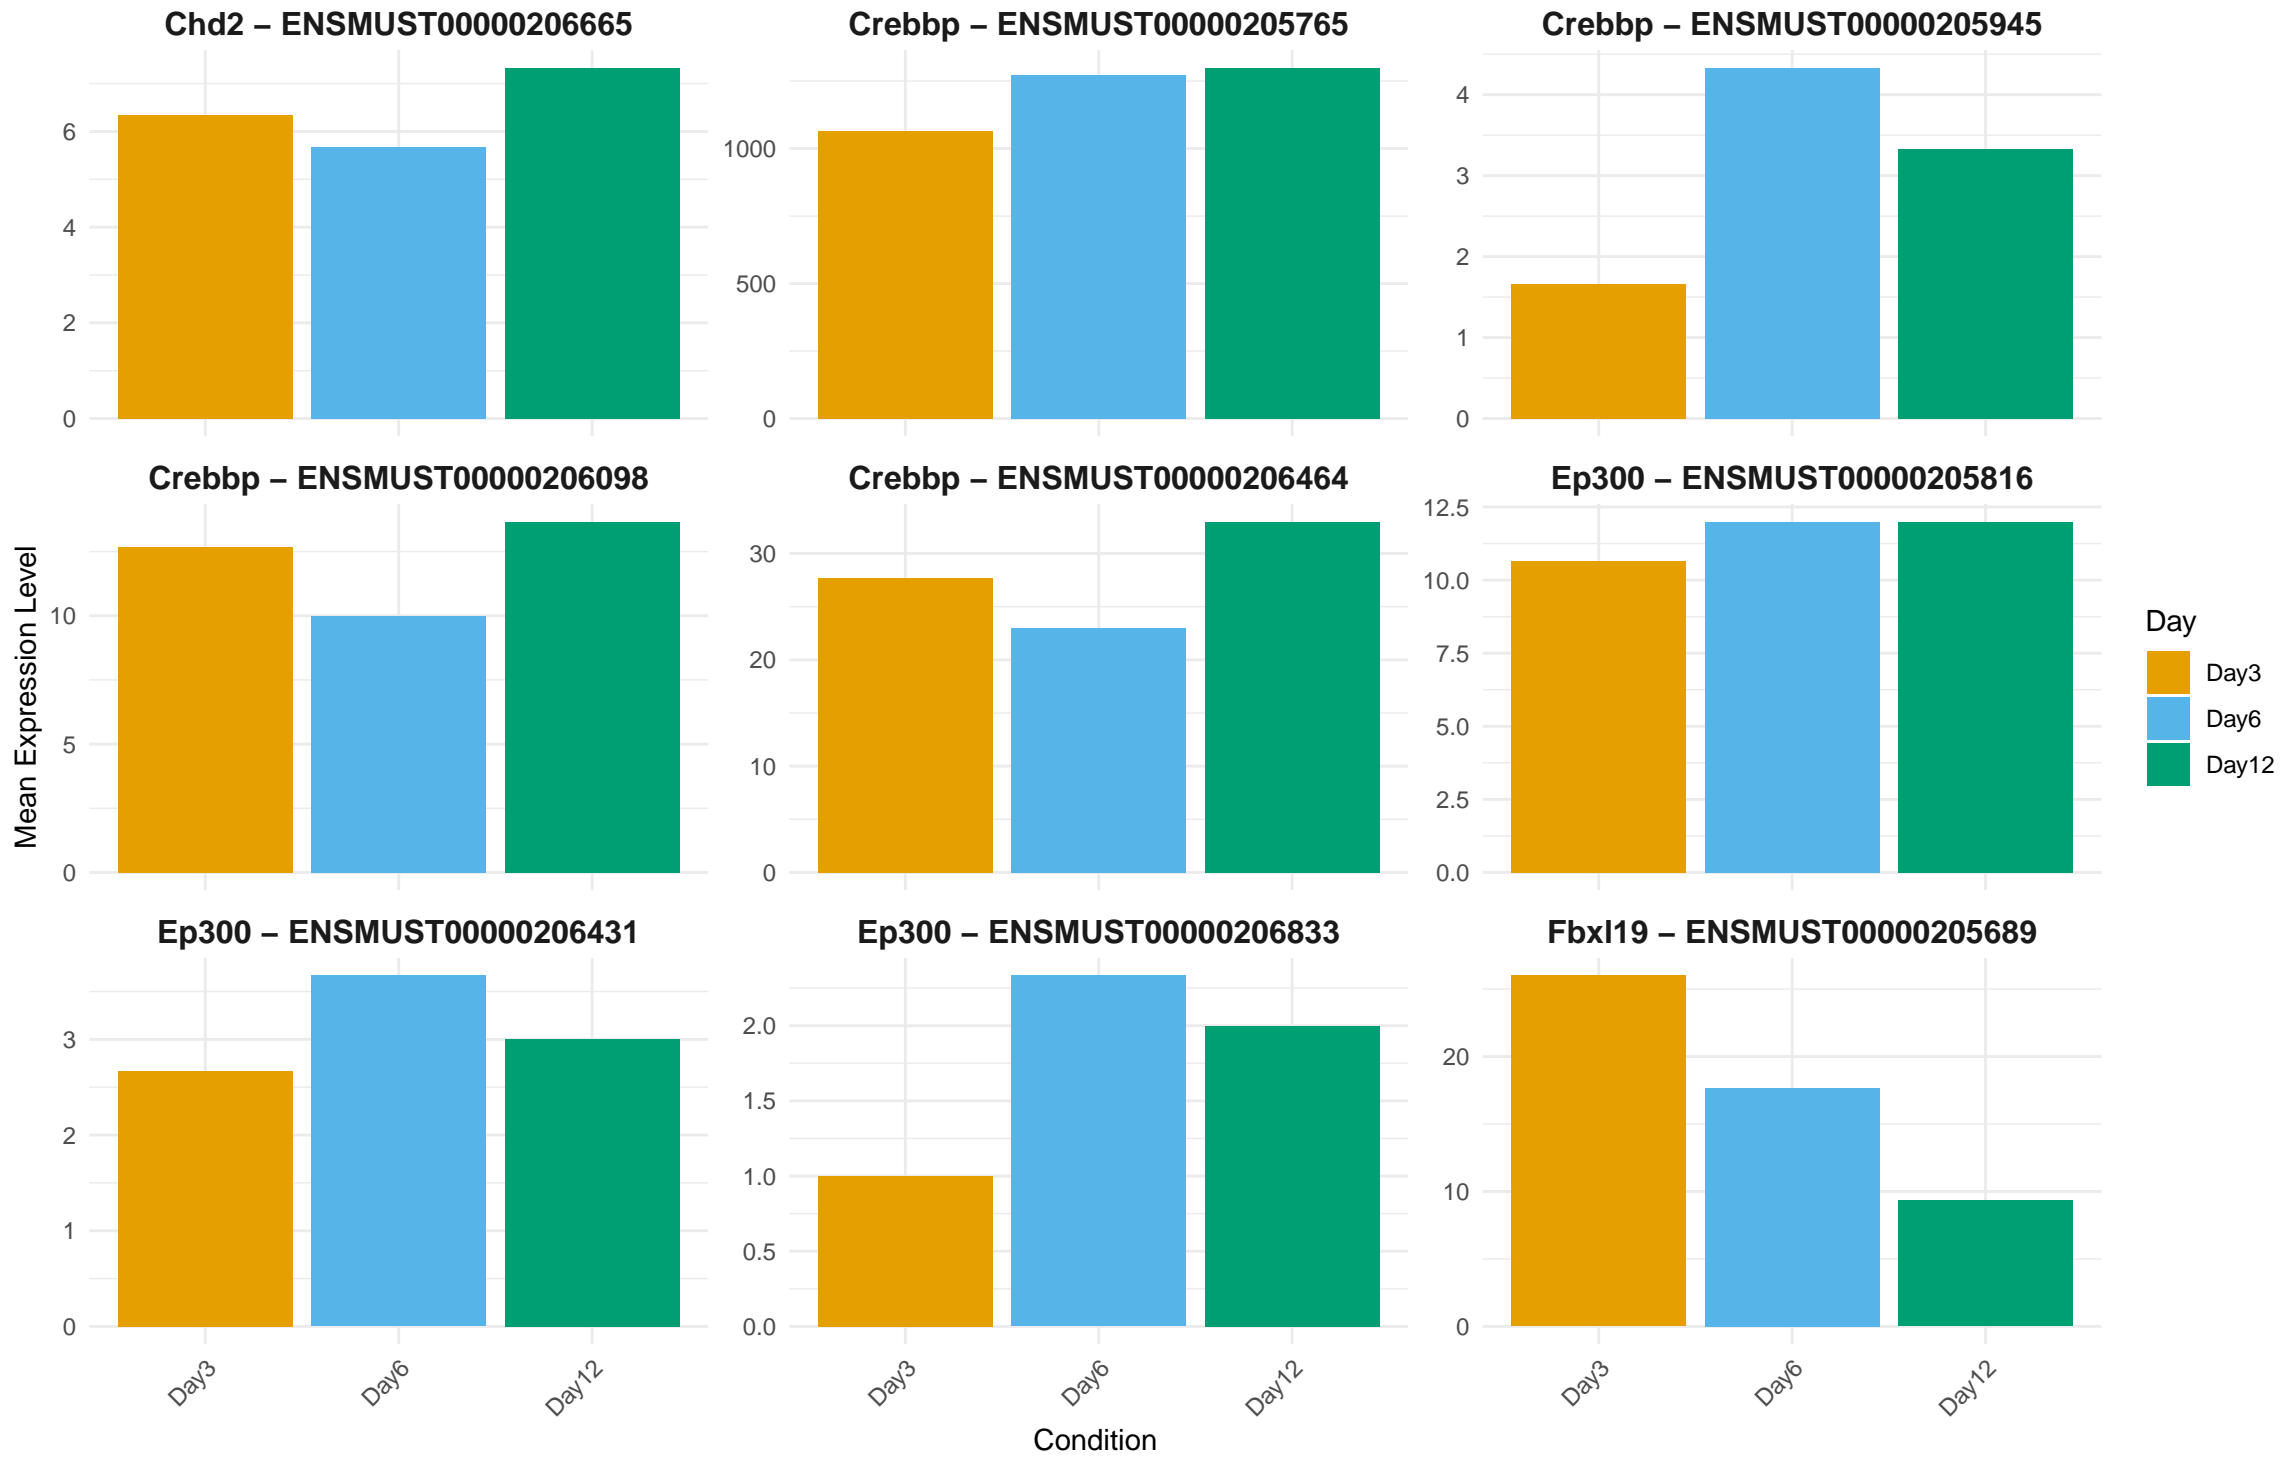 Chd2 – ENSMUST00000206665
Crebbp – ENSMUST00000205765
Crebbp – ENSMUST00000205945
6
4
2
0
1000
500
0
4
3
2
1
0
Crebbp – ENSMUST00000206098
Crebbp – ENSMUST00000206464
Ep300 – ENSMUST00000205816
10
5
0
30
20
10
0
12.5
10.0
7.5
5.0
2.5
0.0
Ep300 – ENSMUST00000206431
Ep300 – ENSMUST00000206833
Fbxl19 – ENSMUST00000205689
3
2
1
0
2.0
1.5
1.0
0.5
0.0
20
10
0
Day3
Day6
Day12
Day3
Day6
Day12
Day3
Day6
Day12
Condition
Mean Expression Level
Day
Day3
Day6
Day12